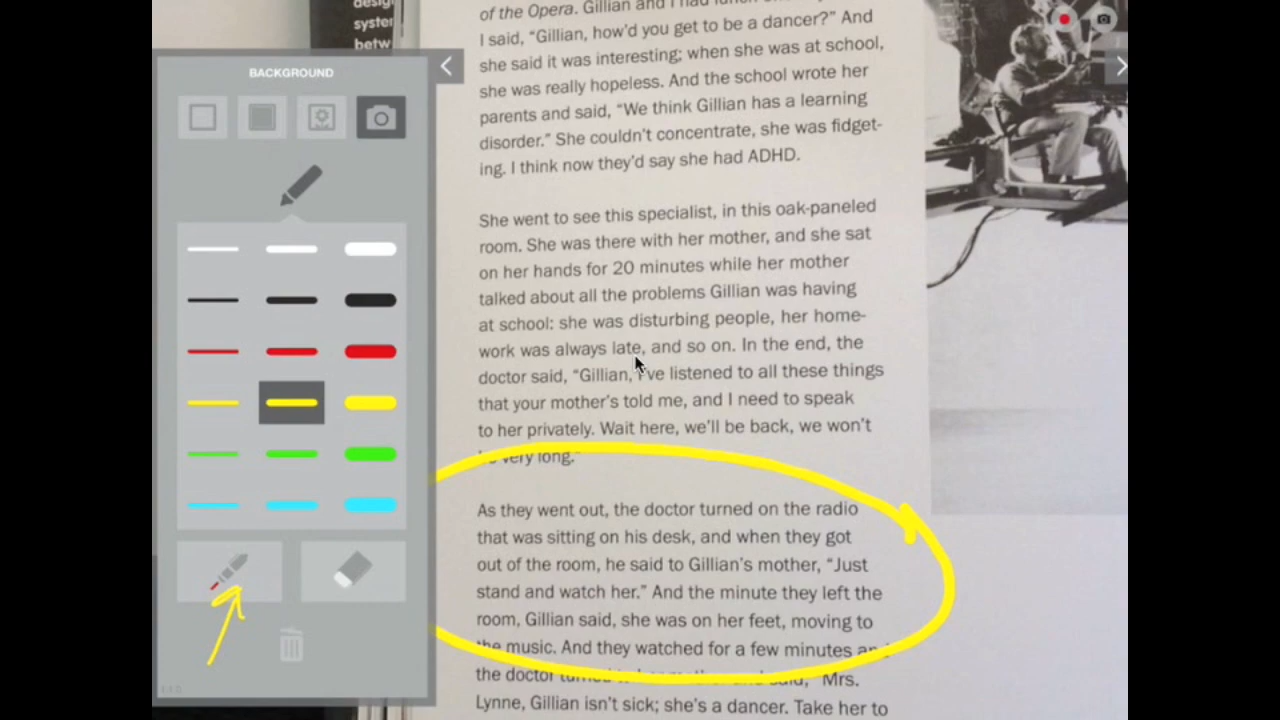 desig
syster
betw
BACKGROUND
of the Opera. Gillian and I had lunch
I said, “Gillian, how’d you get to be a dancer?” And
she said it was interesting; when she was at school,
she was really hopeless. And the school wrote her
parents and said, “We think Gillian has a learning
disorder.” She couldn’t concentrate, she was fidget-
ing. I think now they’d say she had ADHD.
She went to see this specialist, in this oak-paneled
room. She was there with her mother, and she sat
on her hands for 20 minutes while her mother
talked about all the problems Gillian was having
at school: she was disturbing people, her home-
work was always late, and so on. In the end, the
doctor said, “Gillian, I’ve listened to all these things
that your mother’s told me, and I need to speak
to her privately. Wait here, we’ll be back, we won’t
be very long.”
As they went out, the doctor turned on the radio
that was sitting on his desk, and when they got
out of the room, he said to Gillian’s mother, “Just
stand and watch her.” And the minute they left the
room, Gillian said, she was on her feet, moving to
the music. And they watched for a few minutes and
the doctor turned to her mother and said, “Mrs.
Lynne, Gillian isn’t sick; she’s a dancer. Take her to